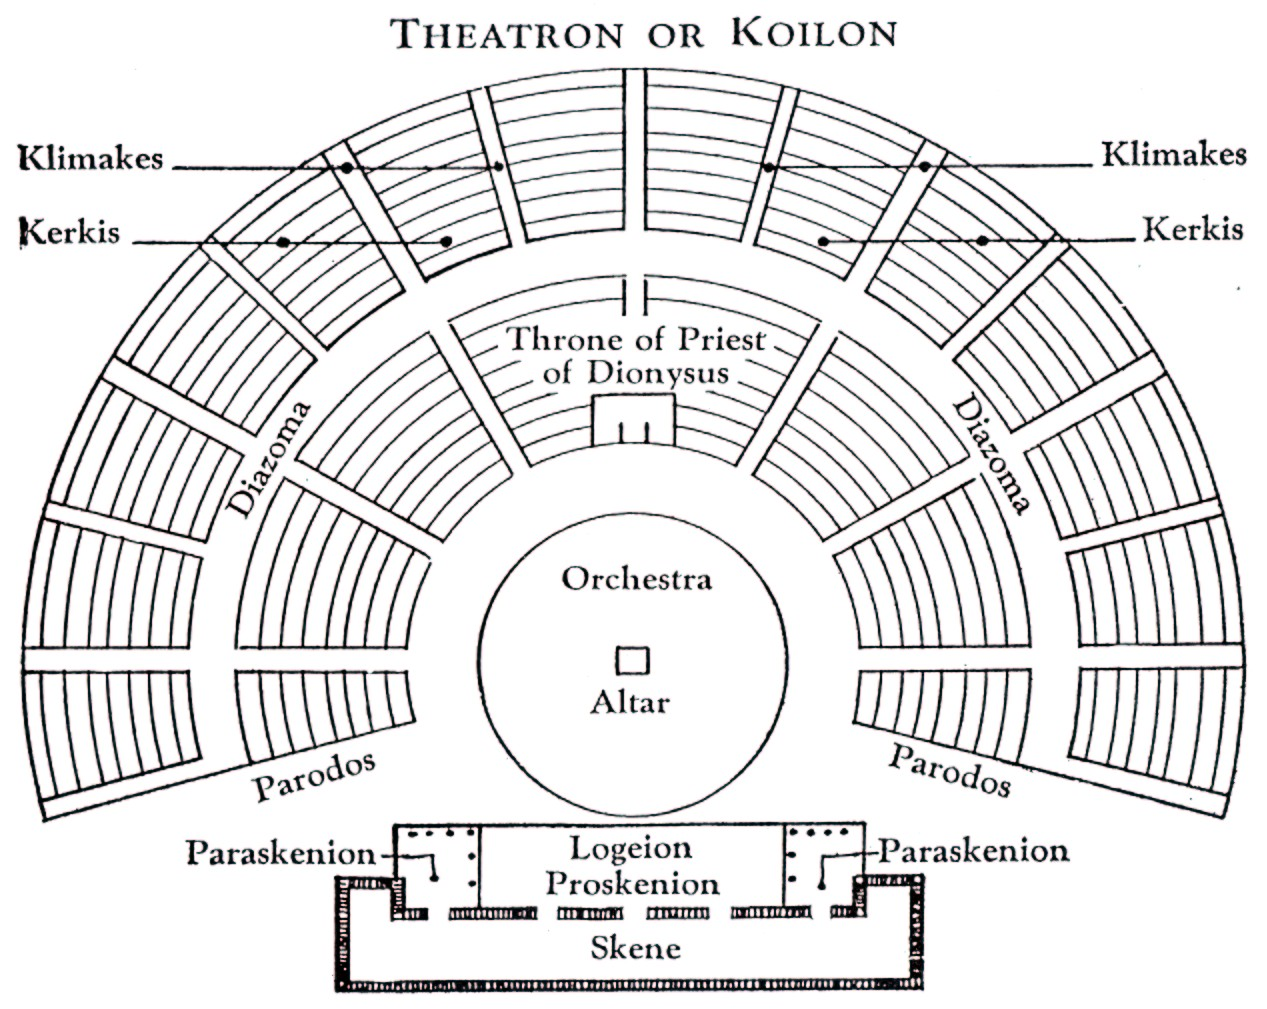 THEATRON OR KOILON
Klimakes
Klimakes
Kerkis
Kerkis
Throne of Priest
of Dionysus
Diazoma
Diazoma
Orchestra
Altar
Parodos
Parodos
Paraskenion
Logeion
Paraskenion
Proskenion
Skene